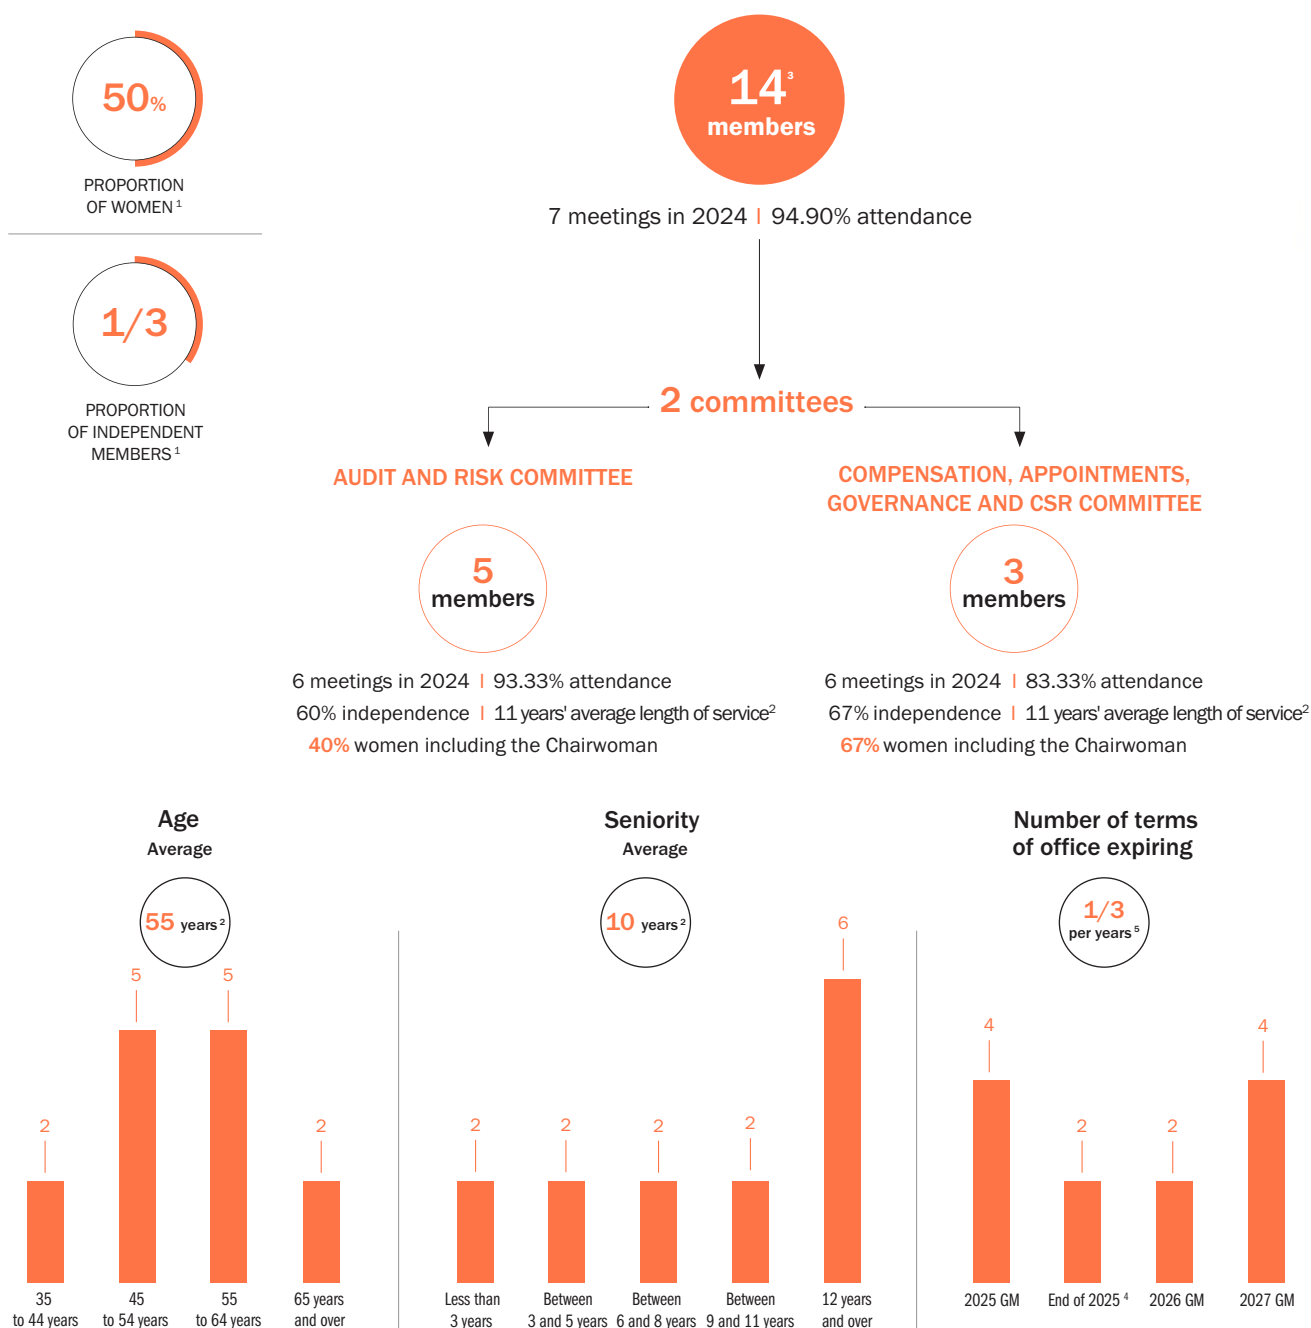 50%
PROPORTION
OF WOMEN 1
1/3
PROPORTION
OF INDEPENDENT
MEMBERS 1
14 3
members
7 meetings in 2024 | 94.90% attendance
2 committees
AUDIT AND RISK COMMITTEE
5
members
6 meetings in 2024 | 93.33% attendance
60% independence | 11 years' average length of service2
40% women including the Chairwoman
COMPENSATION, APPOINTMENTS,
GOVERNANCE AND CSR COMMITTEE
3
members
6 meetings in 2024 | 83.33% attendance
67% independence | 11 years' average length of service2
67% women including the Chairwoman
Age
Average
55 years 2
2
5
5
2
35
to 44 years
45
to 54 years
55
to 64 years
65 years
and over
Seniority
Average
10 years 2
2
2
2
2
6
Less than
3 years
Between
3 and 5 years
Between
6 and 8 years
Between
9 and 11 years
12 years
and over
Number of terms
of office expiring
1/3
per years 5
4
2
2
4
2025 GM
End of 2025 4
2026 GM
2027 GM